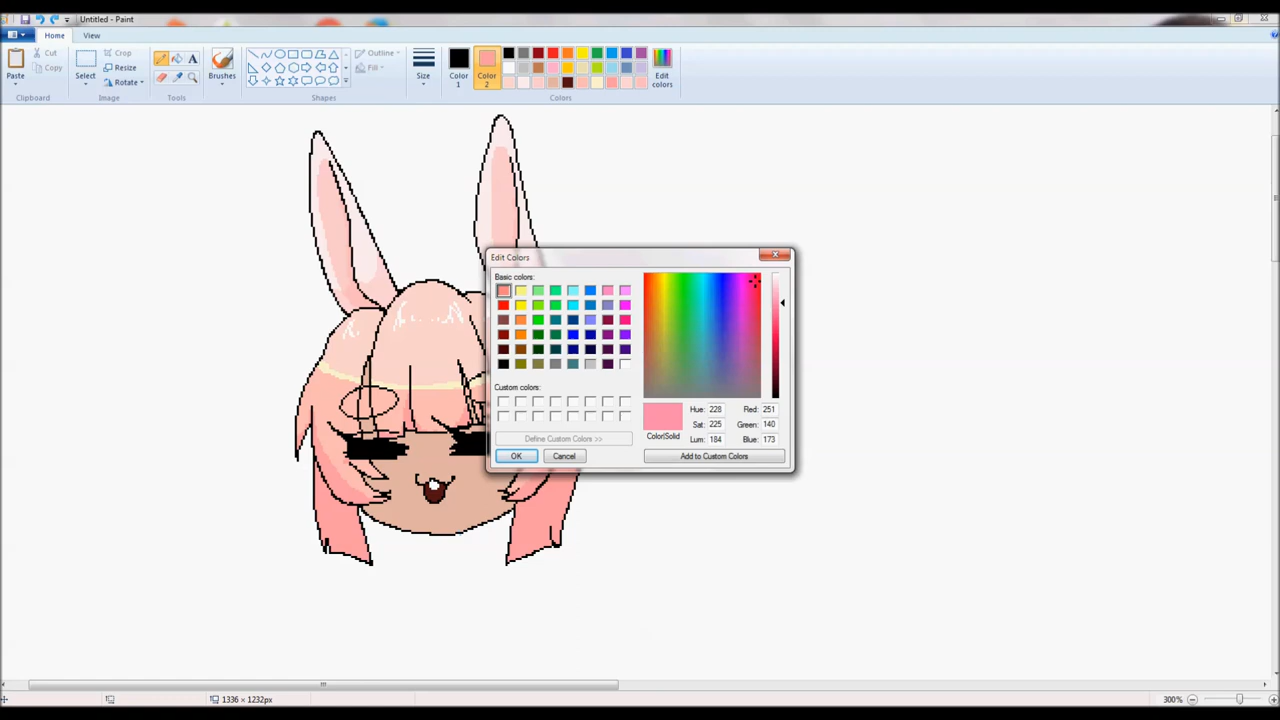 Untitled - Paint
Home View
Paste
Cut
Copy
Clipboard
Select
Crop
Resize
Rotate
Image
A
Tools
Brushes
Outline
Fill
Shapes
Size
Color 1
Color 2
Edit colors
Colors
Edit Colors
Basic colors:
Custom colors:
Define Custom Colors >>
OK Cancel
Color|Solid
Hue: 228 Red: 251
Sat: 225 Green: 140
Lum: 184 Blue: 173
Add to Custom Colors
1336 × 1232px 300%